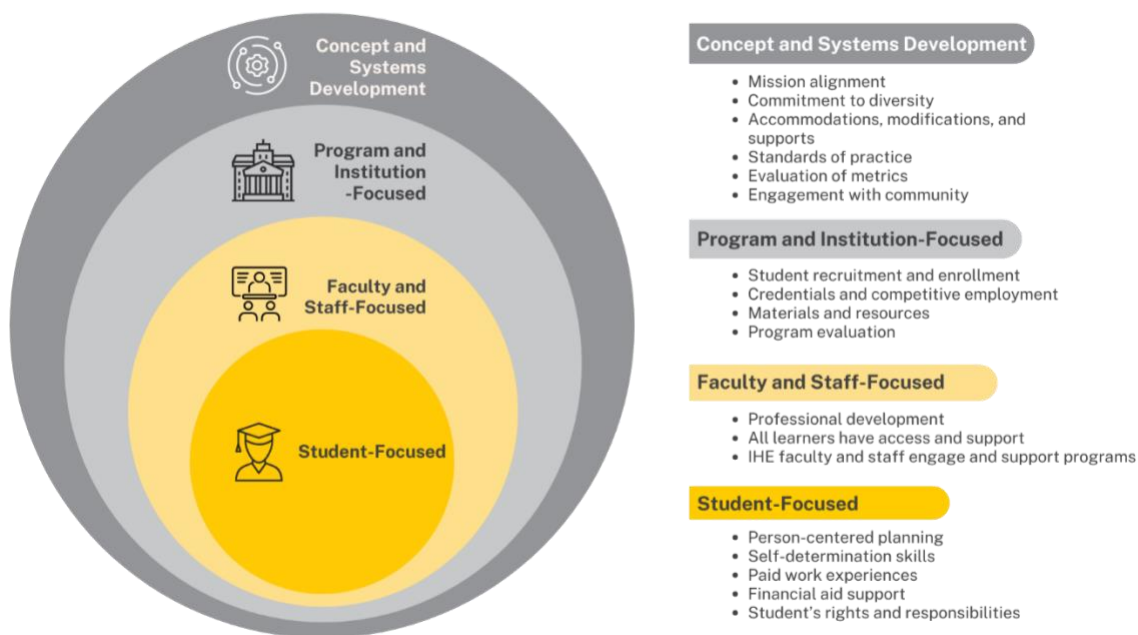 Concept and
Systems
Development
Program and
Institution
-Focused
Faculty and
Staff-Focused
Student-Focused
Concept and Systems Development
• Mission alignment
• Commitment to diversity
• Accommodations, modifications, and
supports
• Standards of practice
• Evaluation of metrics
• Engagement with community
Program and Institution-Focused
• Student recruitment and enrollment
• Credentials and competitive employment
• Materials and resources
• Program evaluation
Faculty and Staff-Focused
• Professional development
• All learners have access and support
• IHE faculty and staff engage and support programs
Student-Focused
• Person-centered planning
• Self-determination skills
• Paid work experiences
• Financial aid support
• Student's rights and responsibilities